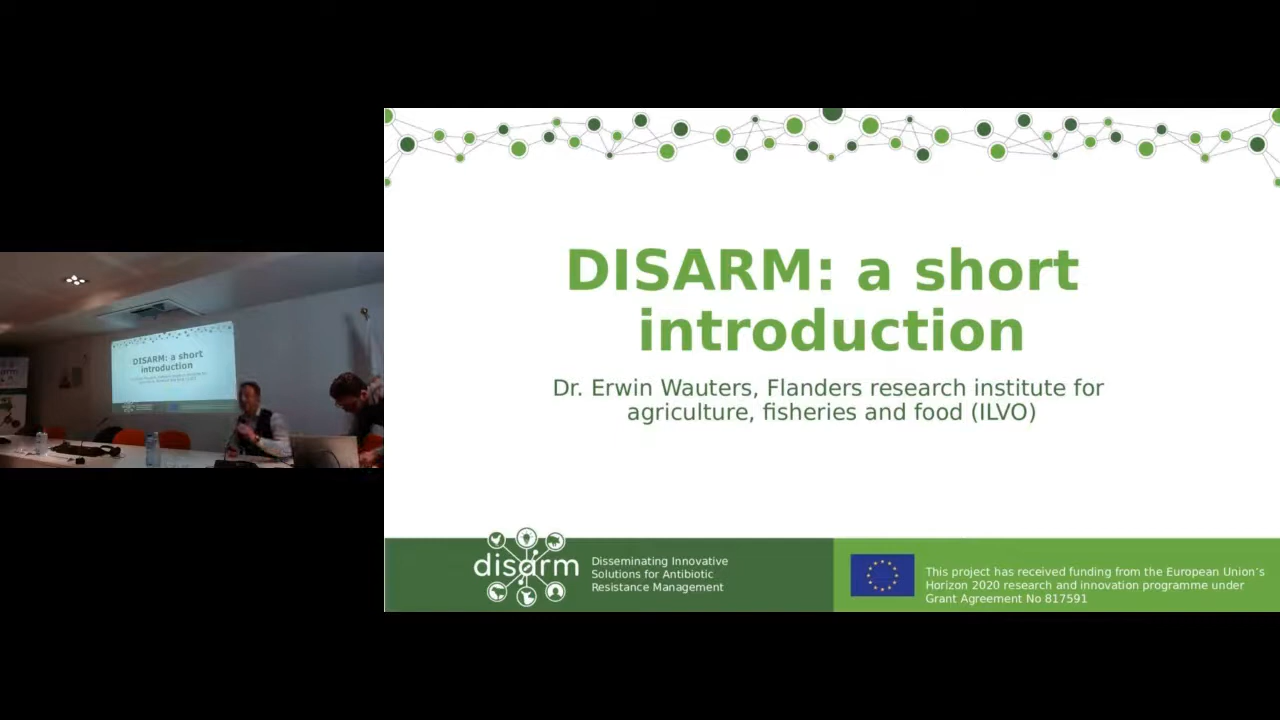 DISARM: a short
introduction
Dr. Erwin Wauters, Flanders research institute for
agriculture, fisheries and food (ILVO)
disarm
Disseminating Innovative
Solutions for Antibiotic
Resistance Management
This project has received funding from the European Union's
Horizon 2020 research and innovation programme under
Grant Agreement No 817591
DISARM: a short
introduction